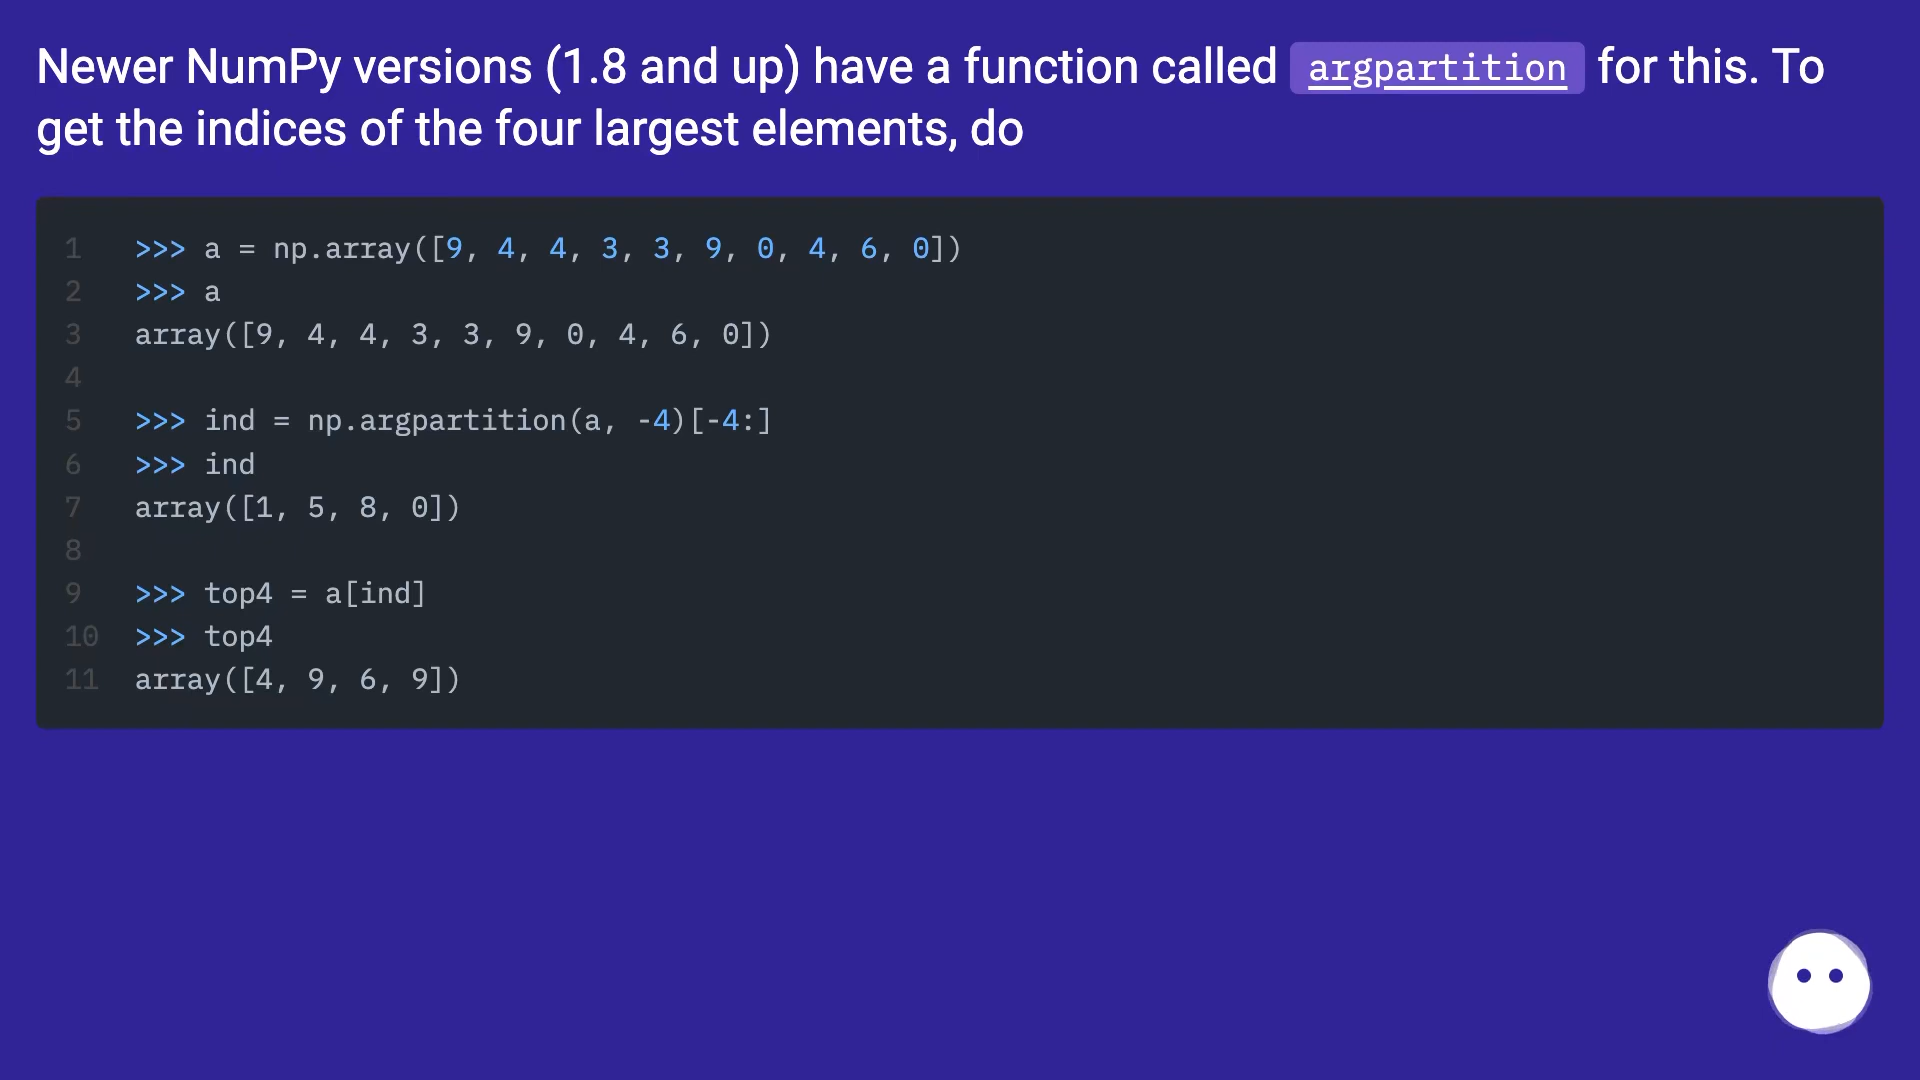 Newer NumPy versions (1.8 and up) have a function called argpartition for this. To
get the indices of the four largest elements, do
1 >>> a = np.array([9, 4, 4, 3, 3, 9, 0, 4, 6, 0])
2 >>> a
3 array([9, 4, 4, 3, 3, 9, 0, 4, 6, 0])
4
5 >>> ind = np.argpartition(a, -4)[-4:]
6 >>> ind
7 array([1, 5, 8, 0])
8
9 >>> top4 = a[ind]
10 >>> top4
11 array([4, 9, 6, 9])